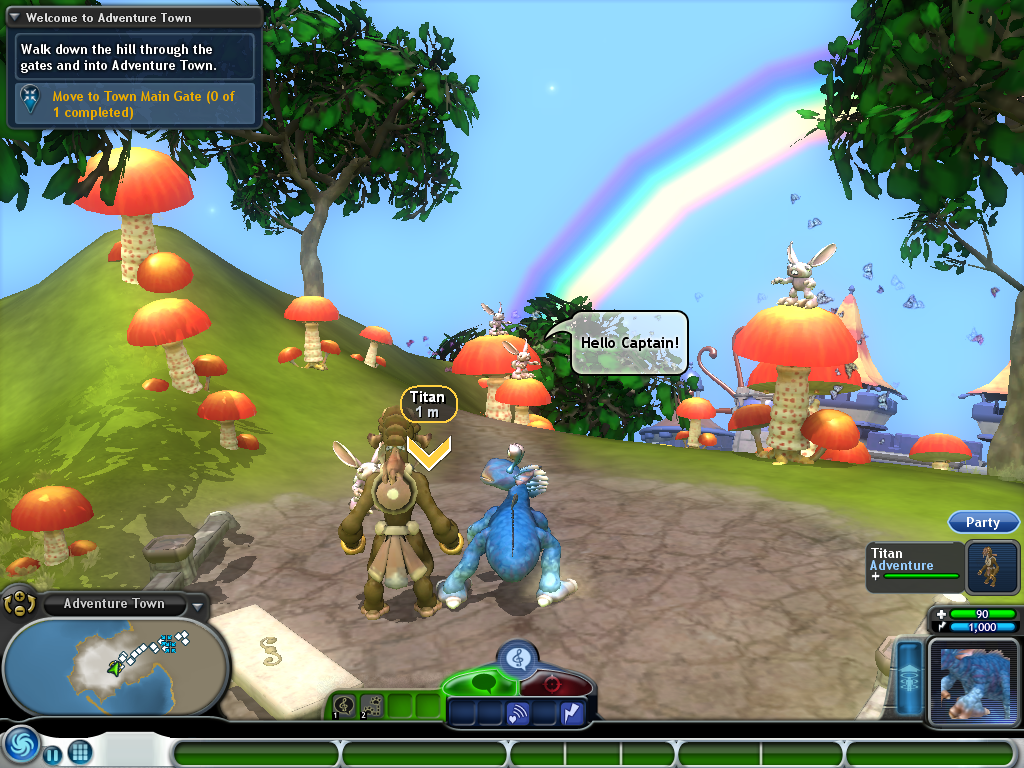 Welcome to Adventure Town
Walk down the hill through the
gates and into Adventure Town.
Move to Town Main Gate (0 of
1 completed)
Hello Captain!
Titan
1 m
Party
Titan
Adventure
Adventure Town
90
1,000
1
2